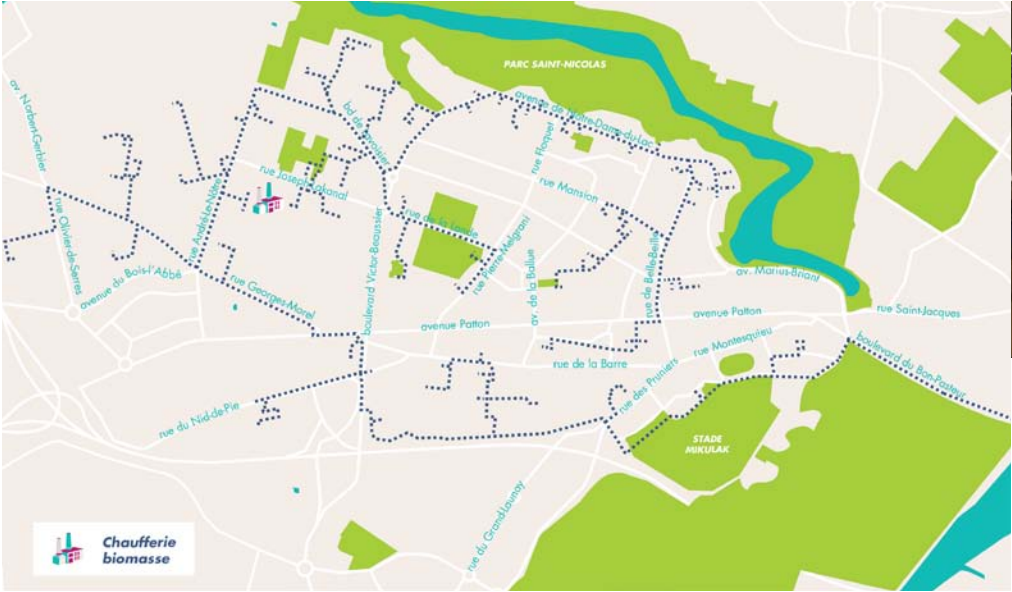 PARC SAINT-NICOLAS
av. Norbert-Gerbier
bd de Lavoisier
avenue de Notre-Dame-du-Lac
rue Floquet
rue Joseph-Lakanal
rue Mansion
rue Olivier-de-Serres
rue André-le-Nôtre
rue de la Lande
rue Pierre-Melgrani
boulevard Victor-Beaussier
av. de la Ballue
rue de Belle-Beille
avenue du Bois-l'Abbé
rue Georges-Morel
av. Marius-Briant
avenue Patton
avenue Patton
rue Saint-Jacques
rue Montesquieu
boulevard du Bon-Pasteur
rue de la Barre
rue des Pruniers
rue du Nid-de-Pie
STADE
MIKULAK
rue du Grand-Launay
Chaufferie
biomasse